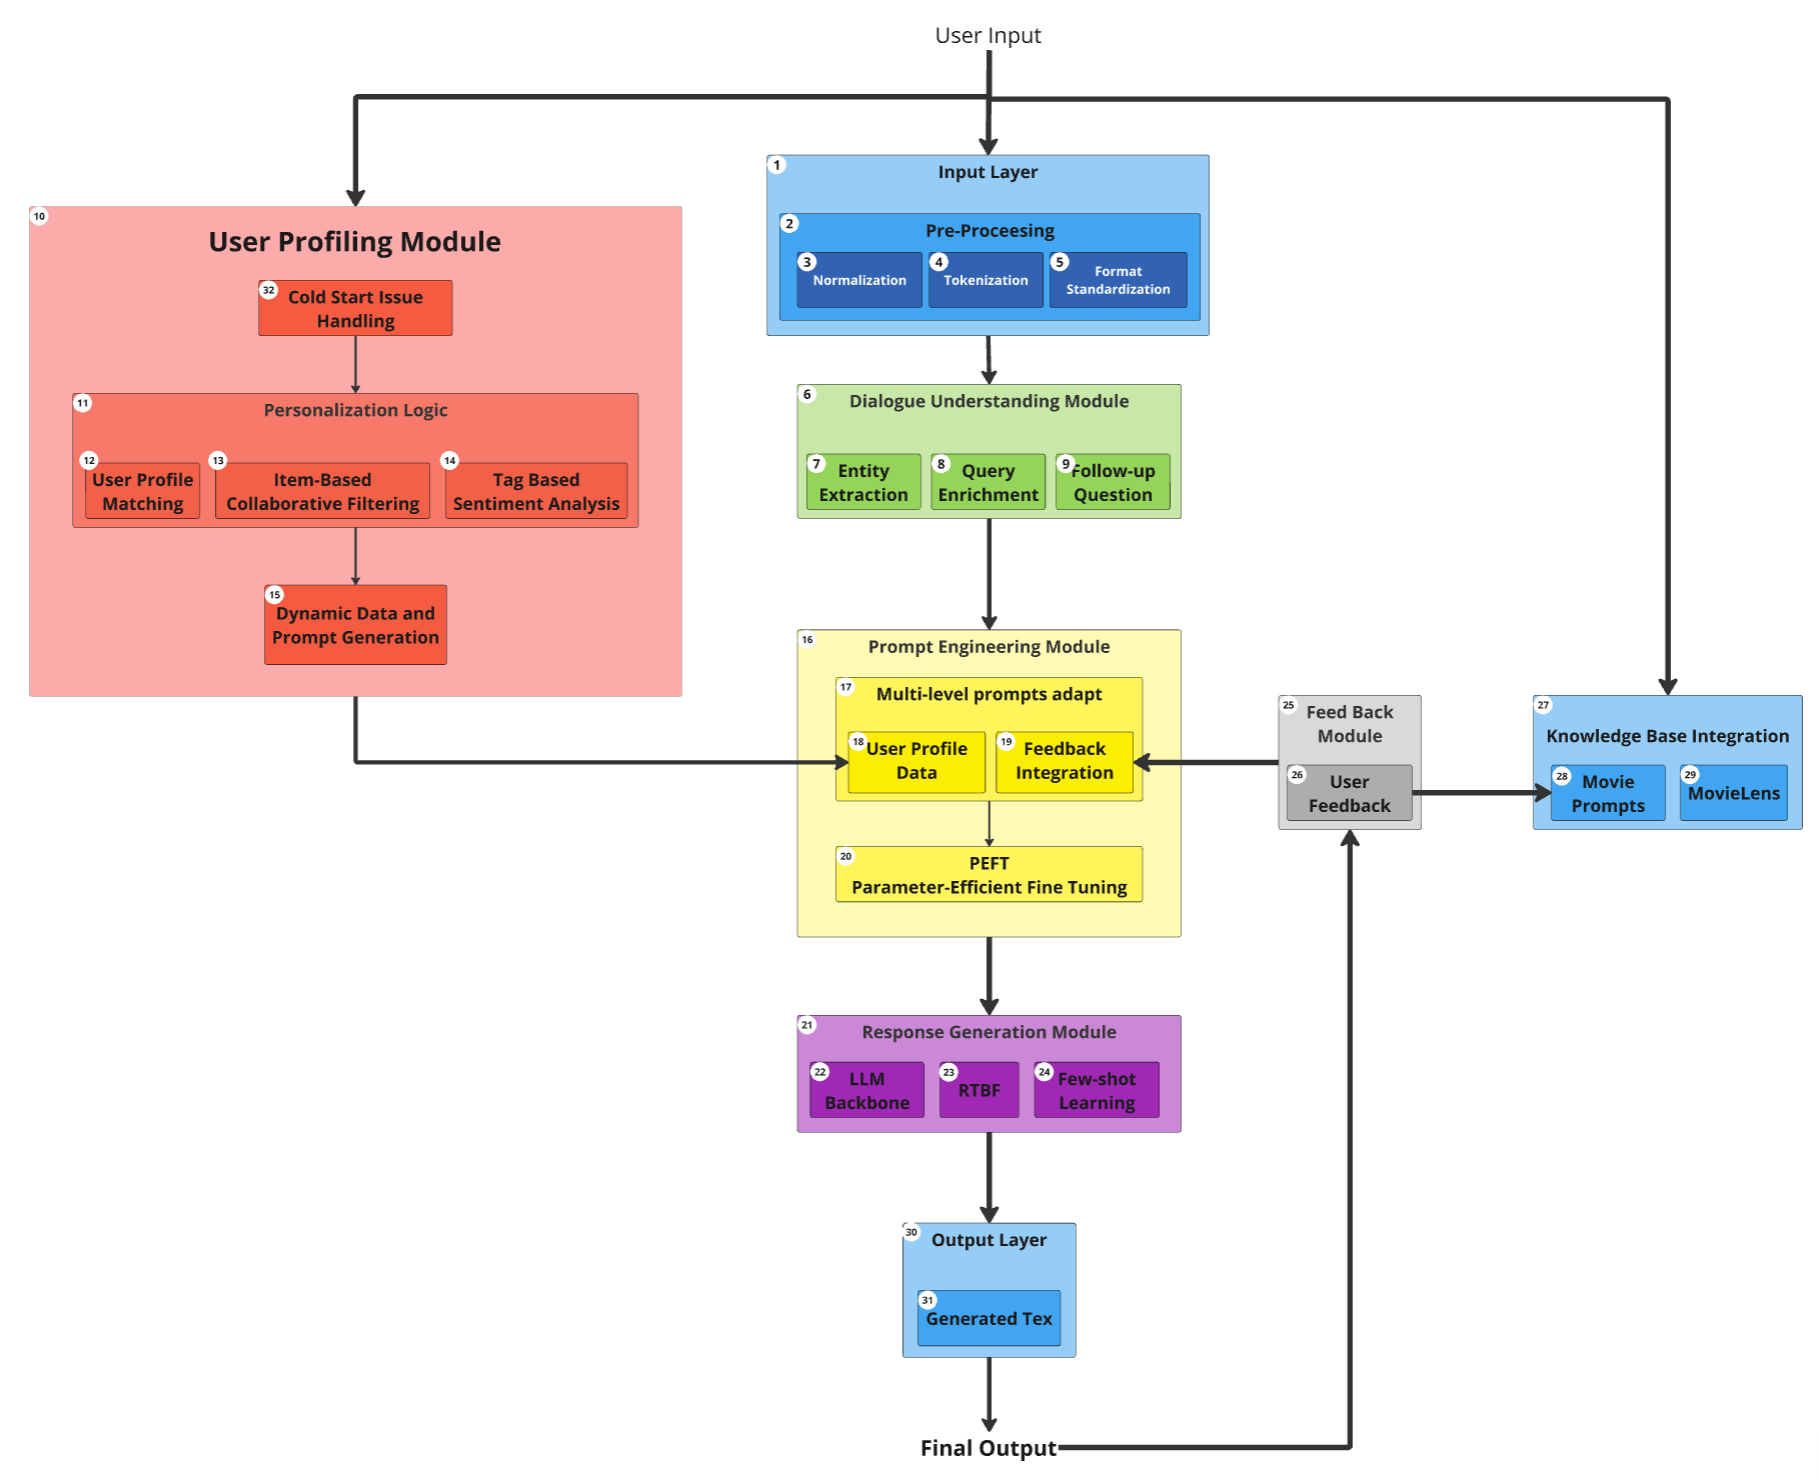 User Input
1
Input Layer
2
Pre-Proceesing
3
Normalization
4
Tokenization
5
Format
Standardization
10
User Profiling Module
32
Cold Start Issue
Handling
11
Personalization Logic
12
User Profile
Matching
13
Item-Based
Collaborative Filtering
14
Tag Based
Sentiment Analysis
15
Dynamic Data and
Prompt Generation
6
Dialogue Understanding Module
7
Entity
Extraction
8
Query
Enrichment
9
Follow-up
Question
16
Prompt Engineering Module
17
Multi-level prompts adapt
18
User Profile
Data
19
Feedback
Integration
20
PEFT
Parameter-Efficient Fine Tuning
25
Feed Back
Module
26
User
Feedback
27
Knowledge Base Integration
28
Movie
Prompts
29
MovieLens
21
Response Generation Module
22
LLM
Backbone
23
RTBF
24
Few-shot
Learning
30
Output Layer
31
Generated Tex
Final Output